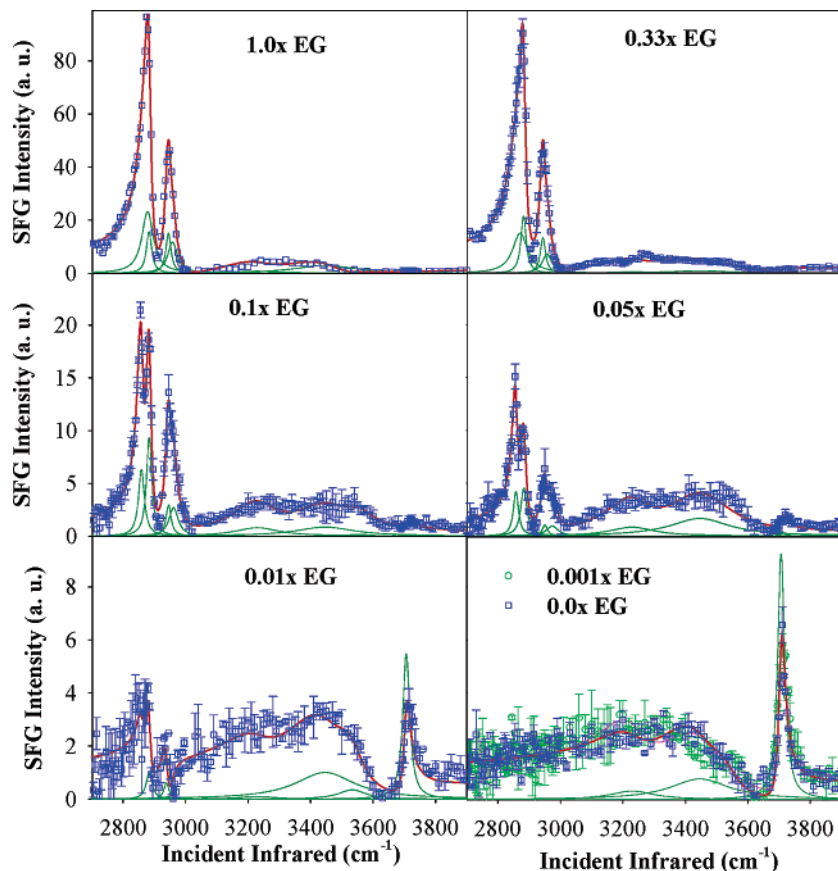 1.0x EG
0.33x EG
SFG Intensity (a. u.)
80
60
40
20
0
0.1x EG
0.05x EG
SFG Intensity (a. u.)
20
15
10
5
0
0.01x EG
0.001x EG
0.0x EG
SFG Intensity (a. u.)
8
6
4
2
0
2800 3000 3200 3400 3600 3800
2800 3000 3200 3400 3600 3800
Incident Infrared (cm⁻¹)
Incident Infrared (cm⁻¹)